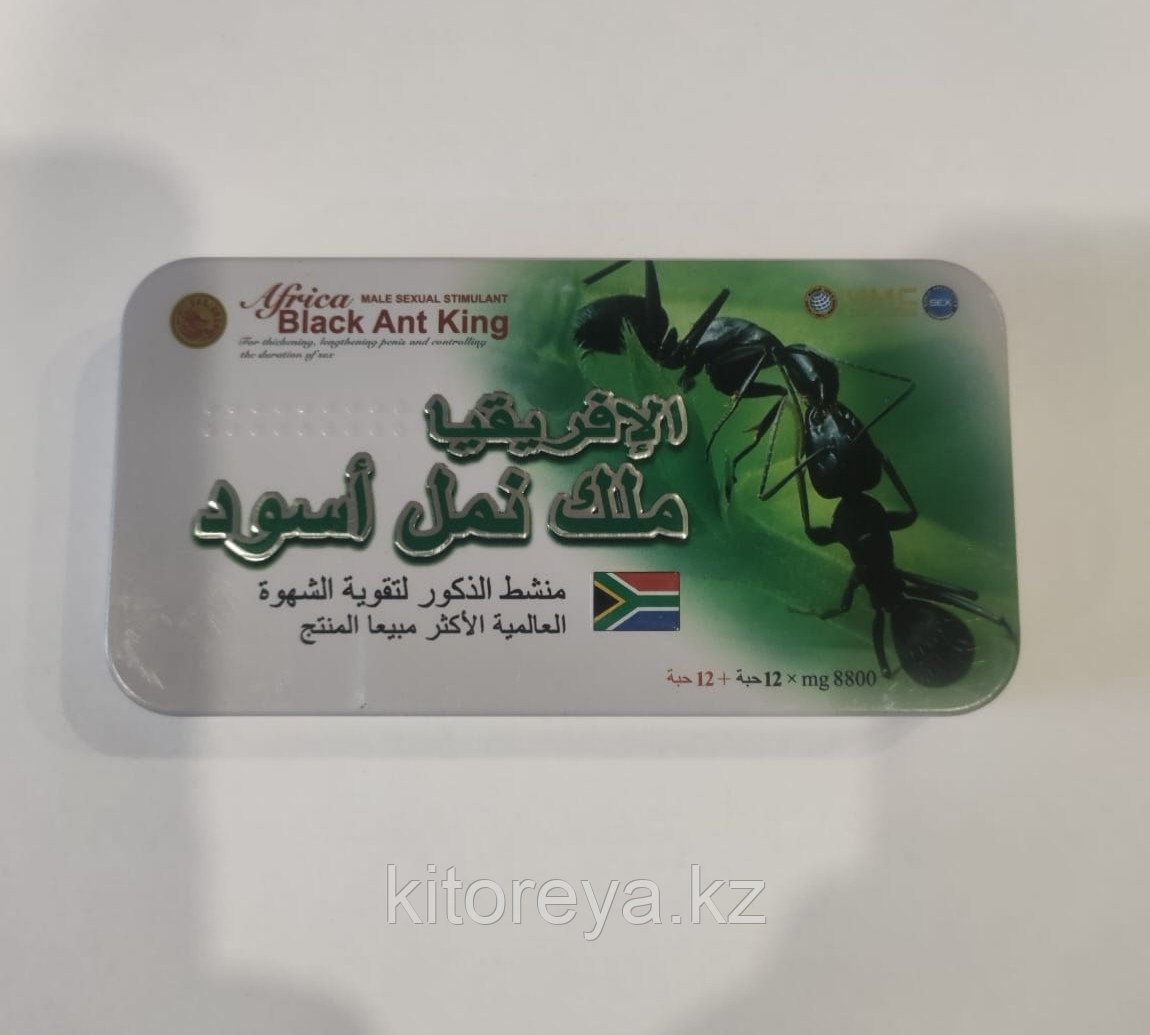 Africa MALE SEXUAL STIMULANT
Black Ant King
For thickening, lengthening penis and controlling
the duration of sex
SEX
الإفريقيا
ملك نمل أسود
منشط الذكور لتقوية الشهوة
العالمية الأكثر مبيعا المنتج
12 حبة + 12 حبة × mg 8800
kitoreya.kz